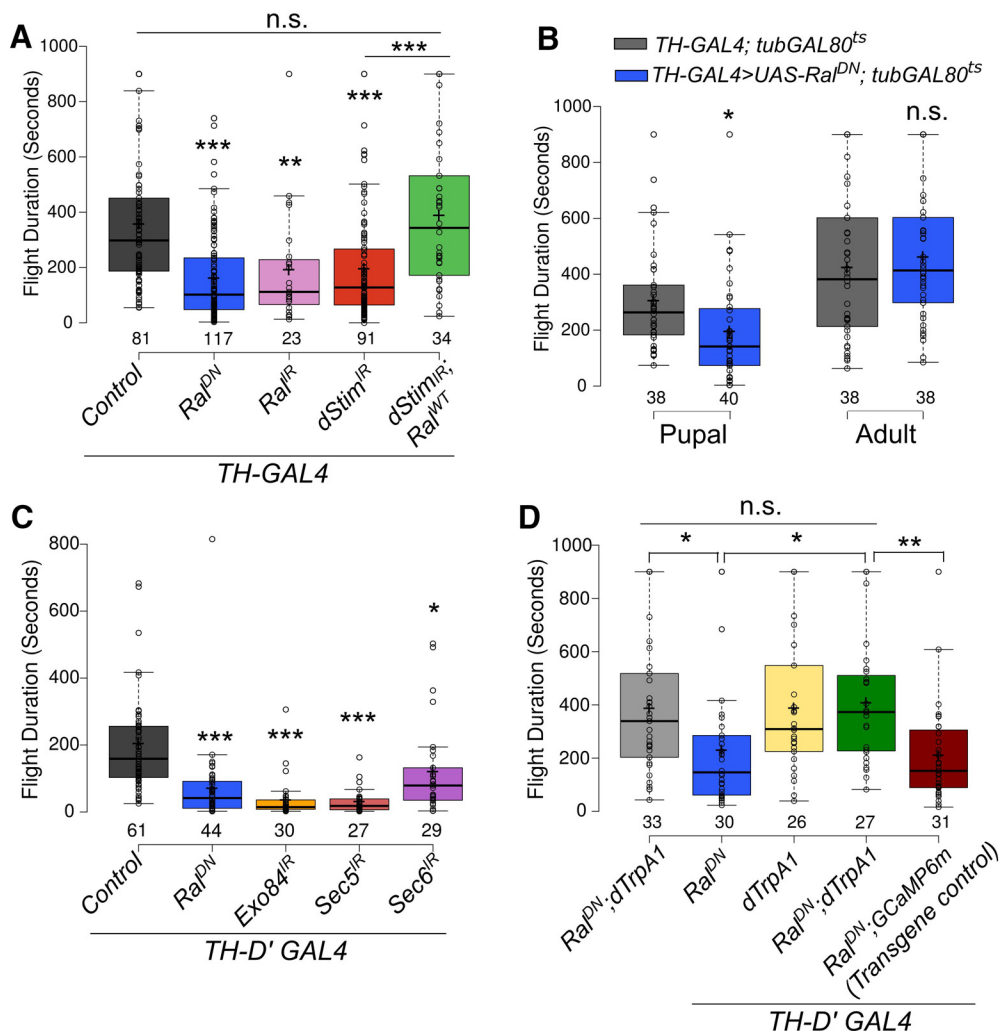 A
n.s.
***
***
***
**
***
Flight Duration (Seconds)
1000
800
600
400
200
0
81
117
23
91
34
Control
Ral^DN
Ral^IR
dStim^IR
dStim^IR;
Ral^WT
TH-GAL4
B
TH-GAL4; tubGAL80^ts
TH-GAL4>UAS-Ral^DN; tubGAL80^ts
*
n.s.
Flight Duration (Seconds)
1000
800
600
400
200
0
38
40
38
38
Pupal
Adult
C
Flight Duration (Seconds)
800
600
400
200
0
***
***
***
*
61
44
30
27
29
Control
Ral^DN
Exo84^IR
Sec5^IR
Sec6^IR
TH-D' GAL4
D
n.s.
*
*
**
Flight Duration (Seconds)
1000
800
600
400
200
0
33
30
26
27
31
Ral^DN;dTrpA1
Ral^DN
dTrpA1
Ral^DN;dTrpA1
Ral^DN;GCaMP6m
(Transgene control)
TH-D' GAL4